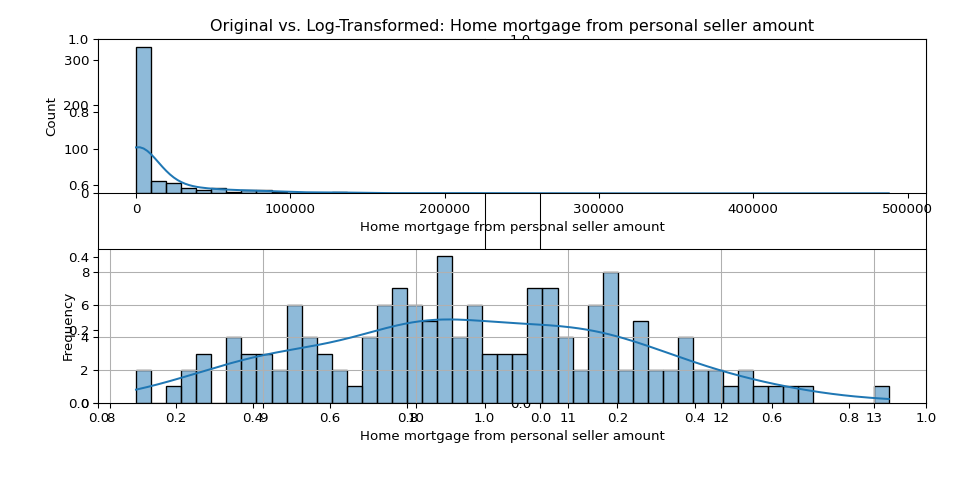 Original vs. Log-Transformed: Home mortgage from personal seller amount
1.0 1.0
300
200
0.8
100
0.6
0
Count
0 100000 200000 300000 400000 500000
Home mortgage from personal seller amount
0.4
8
6
0.2
4
2
0.0
0
Frequency
8 9 10 11 12 13
0.0 0.2 0.4 0.6 0.8 1.0 0.0 0.2 0.4 0.6 0.8 1.0
0.0
Home mortgage from personal seller amount